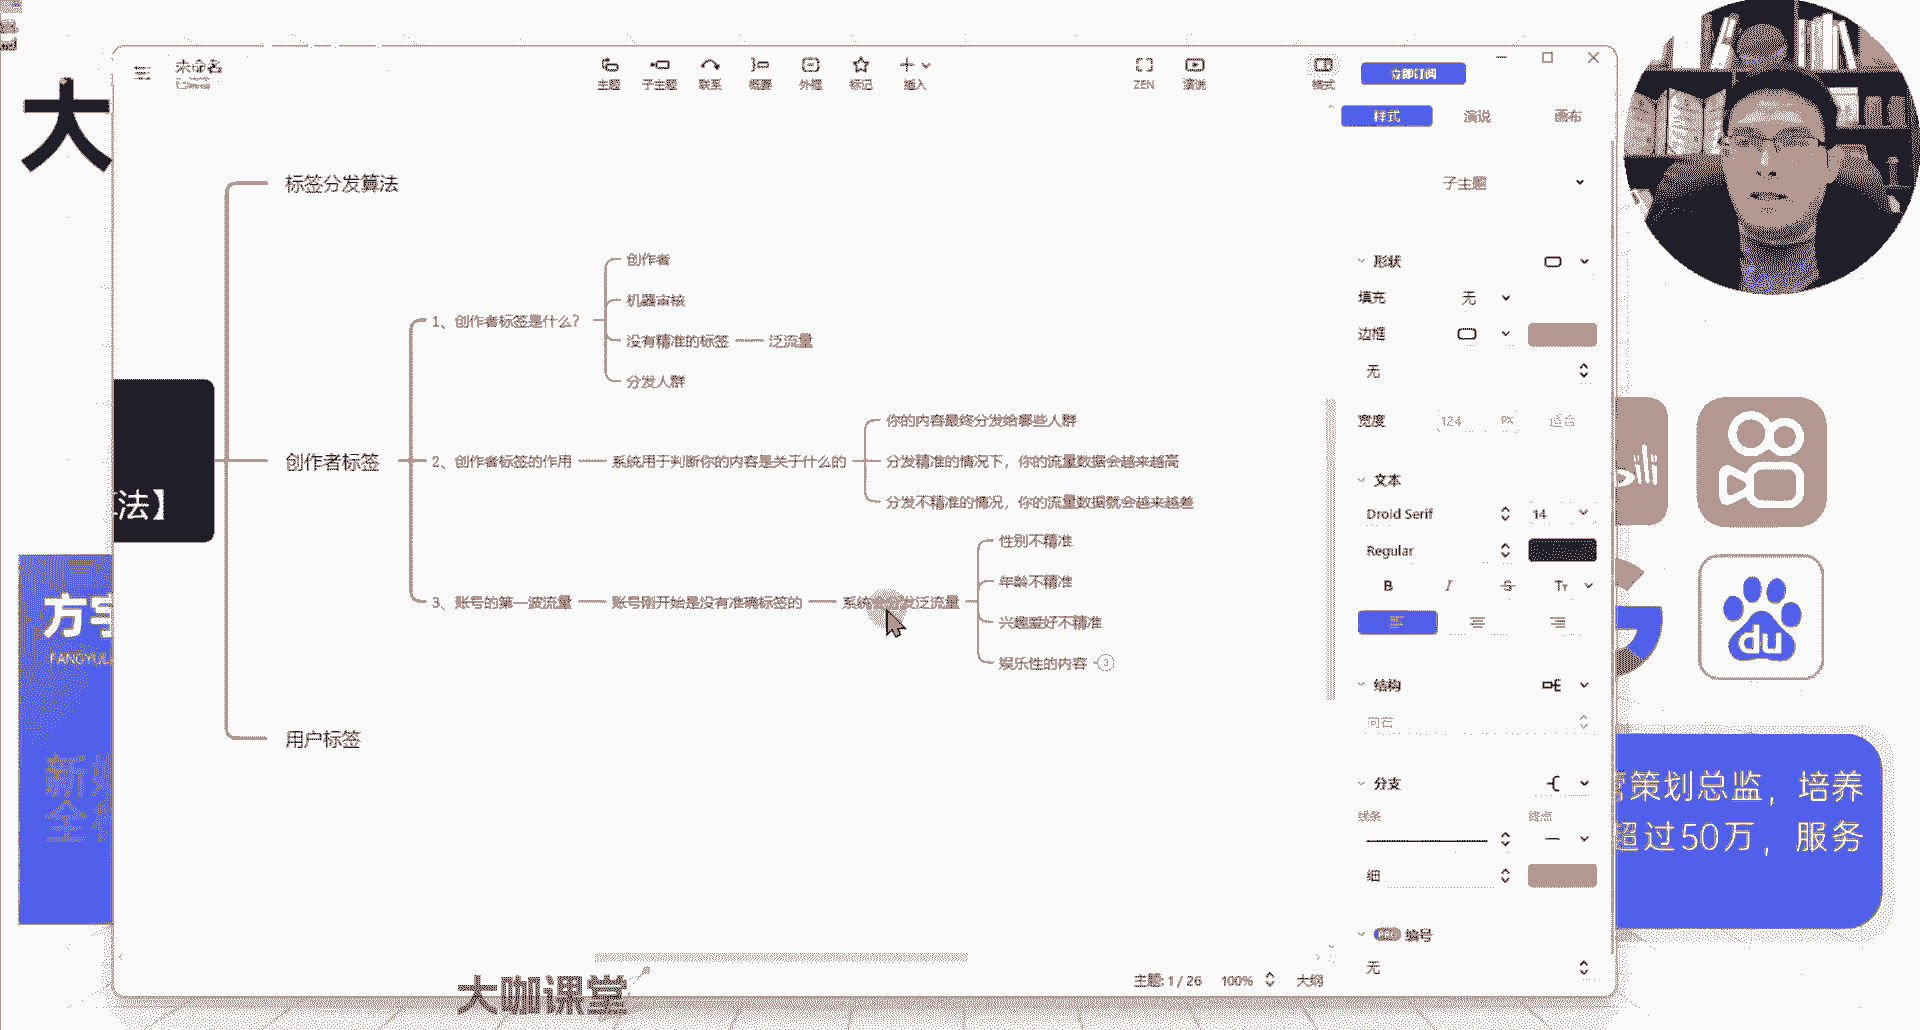 大
未命名
主题
子主题
联系
概要
外框
标记
插入
ZEN
演说
格式
立即订阅
样式
演说
画布
标签分发算法
子主题
创作者
形状
机器审核
填充
无
1、创作者标签是什么?
没有精准的标签
泛流量
边框
分发人群
无
你的内容最终分发给哪些人群
宽度
124
PX
适合
创作者标签
2、创作者标签的作用
系统用于判断你的内容是关于什么的
分发精准的情况下，你的流量数据会越来越高
文本
法】
分发不精准的情况，你的流量数据就会越来越差
Droid Serif
14
性别不精准
Regular
年龄不精准
B
I
S
Tт
3、账号的第一波流量
账号刚开始是没有准确标签的
系统会分发泛流量
兴趣爱好不精准
du
娱乐性的内容
3
结构
向右
用户标签
分支
策划总监，培养
线条
终点
超过50万，服务
细
PRO
编号
无
主题: 1 / 26
100%
大纲
大咖课堂